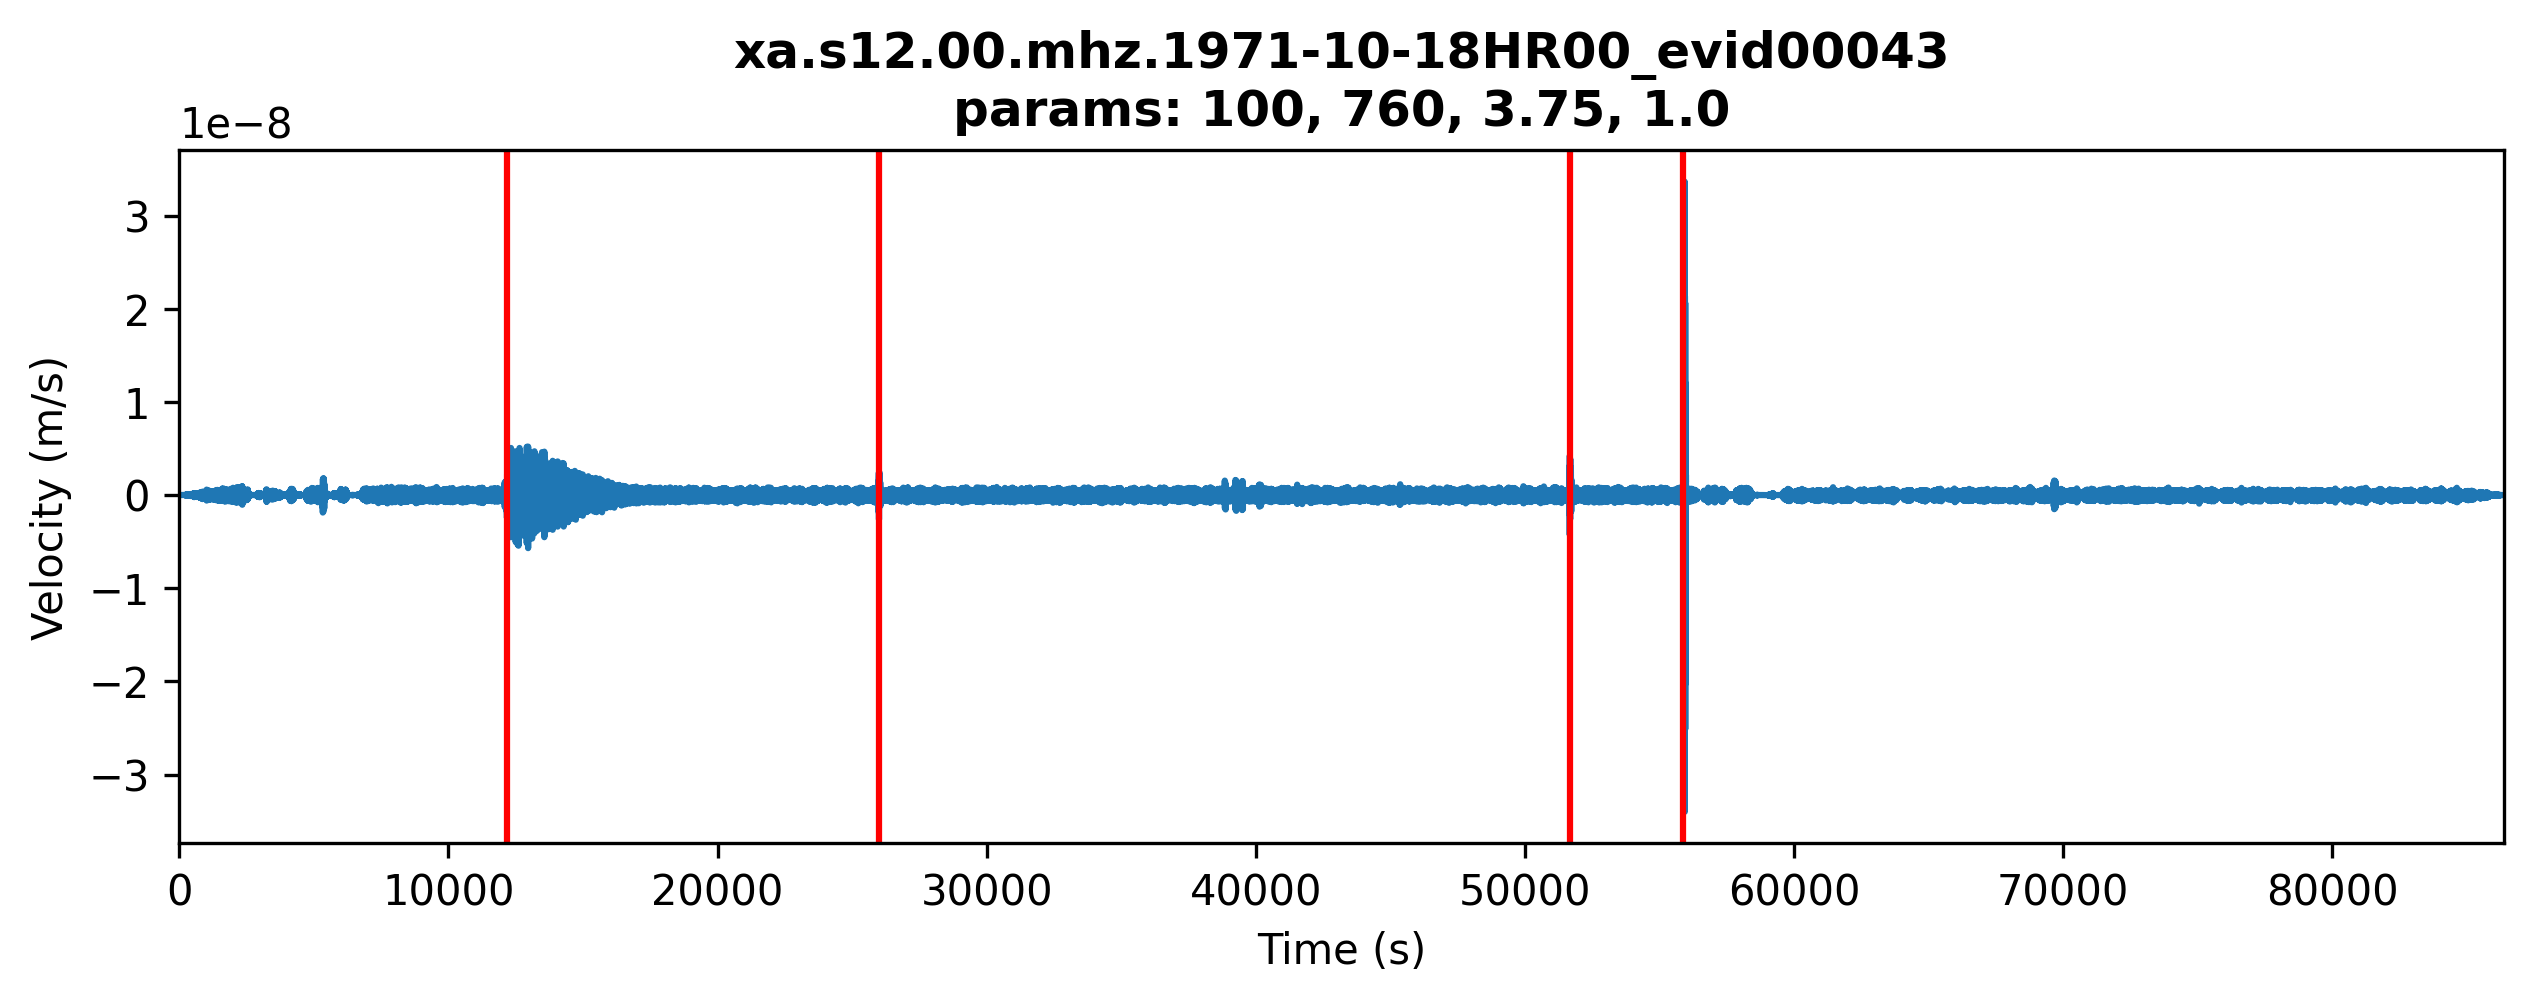 xa.s12.00.mhz.1971-10-18HR00_evid00043
params: 100, 760, 3.75, 1.0
1e−8
3
2
1
0
−1
−2
−3
Velocity (m/s)
0 10000 20000 30000 40000 50000 60000 70000 80000
Time (s)